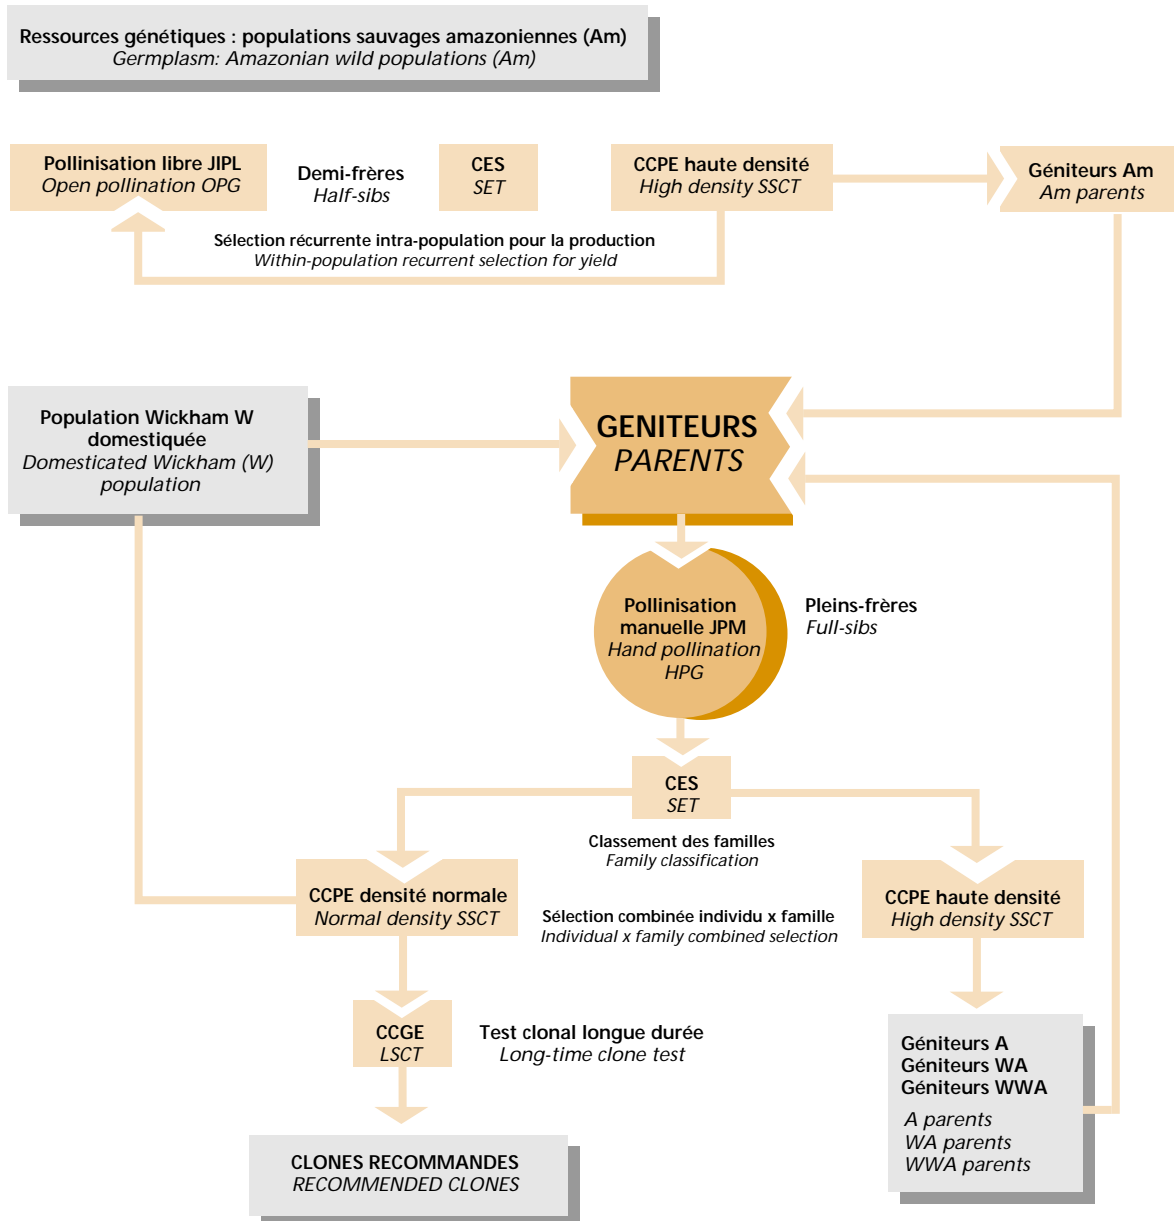 Ressources génétiques : populations sauvages amazoniennes (Am)
Germplasm: Amazonian wild populations (Am)
Pollinisation libre JIPL
Open pollination OPG
Demi-frères
Half-sibs
CES
SET
CCPE haute densité
High density SSCT
Géniteurs Am
Am parents
Sélection récurrente intra-population pour la production
Within-population recurrent selection for yield
Population Wickham W
domestiquée
Domesticated Wickham (W)
population
GENITEURS
PARENTS
Pollinisation
manuelle JPM
Hand pollination
HPG
Pleins-frères
Full-sibs
CES
SET
Classement des familles
Family classification
CCPE densité normale
Normal density SSCT
Sélection combinée individu x famille
Individual x family combined selection
CCPE haute densité
High density SSCT
CCGE
LSCT
Test clonal longue durée
Long-time clone test
Géniteurs A
Géniteurs WA
Géniteurs WWA
A parents
WA parents
WWA parents
CLONES RECOMMANDES
RECOMMENDED CLONES